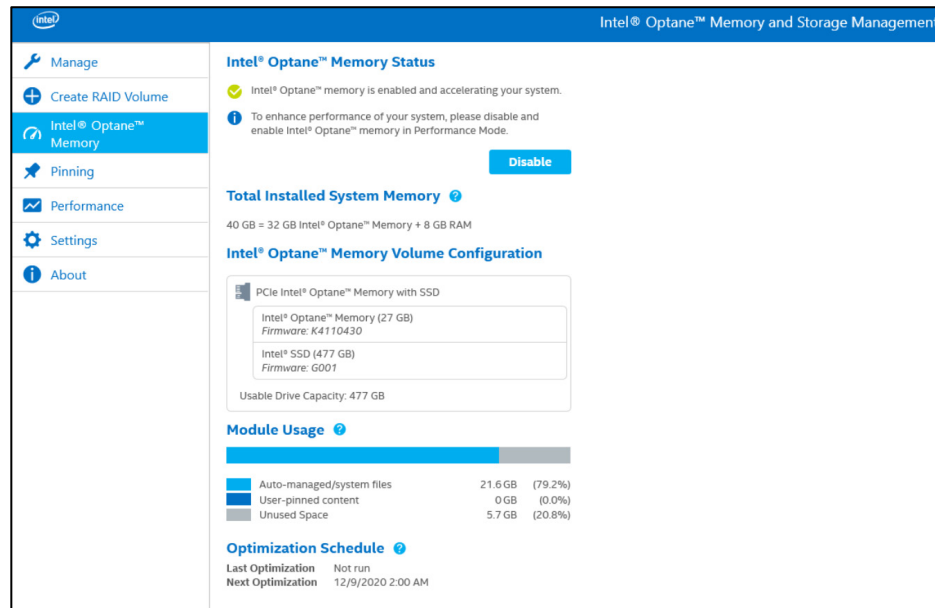 intel
Intel® Optane™ Memory and Storage Management
Manage
Create RAID Volume
Intel® Optane™
Memory
Pinning
Performance
Settings
About
Intel® Optane™ Memory Status
Intel® Optane™ memory is enabled and accelerating your system.
To enhance performance of your system, please disable and
enable Intel® Optane™ memory in Performance Mode.
Disable
Total Installed System Memory ?
40 GB = 32 GB Intel® Optane™ Memory + 8 GB RAM
Intel® Optane™ Memory Volume Configuration
PCIe Intel® Optane™ Memory with SSD
Intel® Optane™ Memory (27 GB)
Firmware: K4110430
Intel® SSD (477 GB)
Firmware: G001
Usable Drive Capacity: 477 GB
Module Usage ?
Auto-managed/system files 21.6 GB (79.2%)
User-pinned content 0 GB (0.0%)
Unused Space 5.7 GB (20.8%)
Optimization Schedule ?
Last Optimization Not run
Next Optimization 12/9/2020 2:00 AM